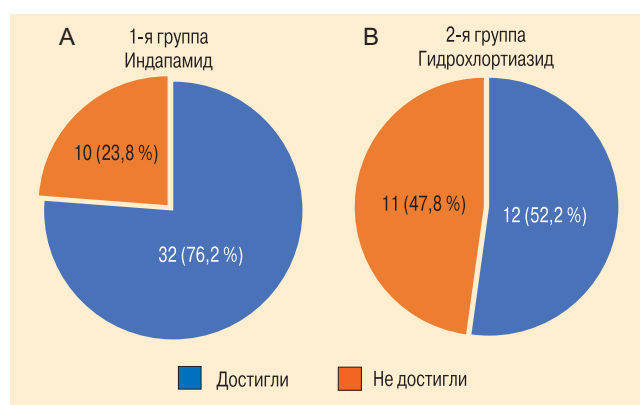 А
1-я группа
Индапамид
10 (23,8 %)
32 (76,2 %)
В
2-я группа
Гидрохлортиазид
11 (47,8 %)
12 (52,2 %)
Достигли
Не достигли